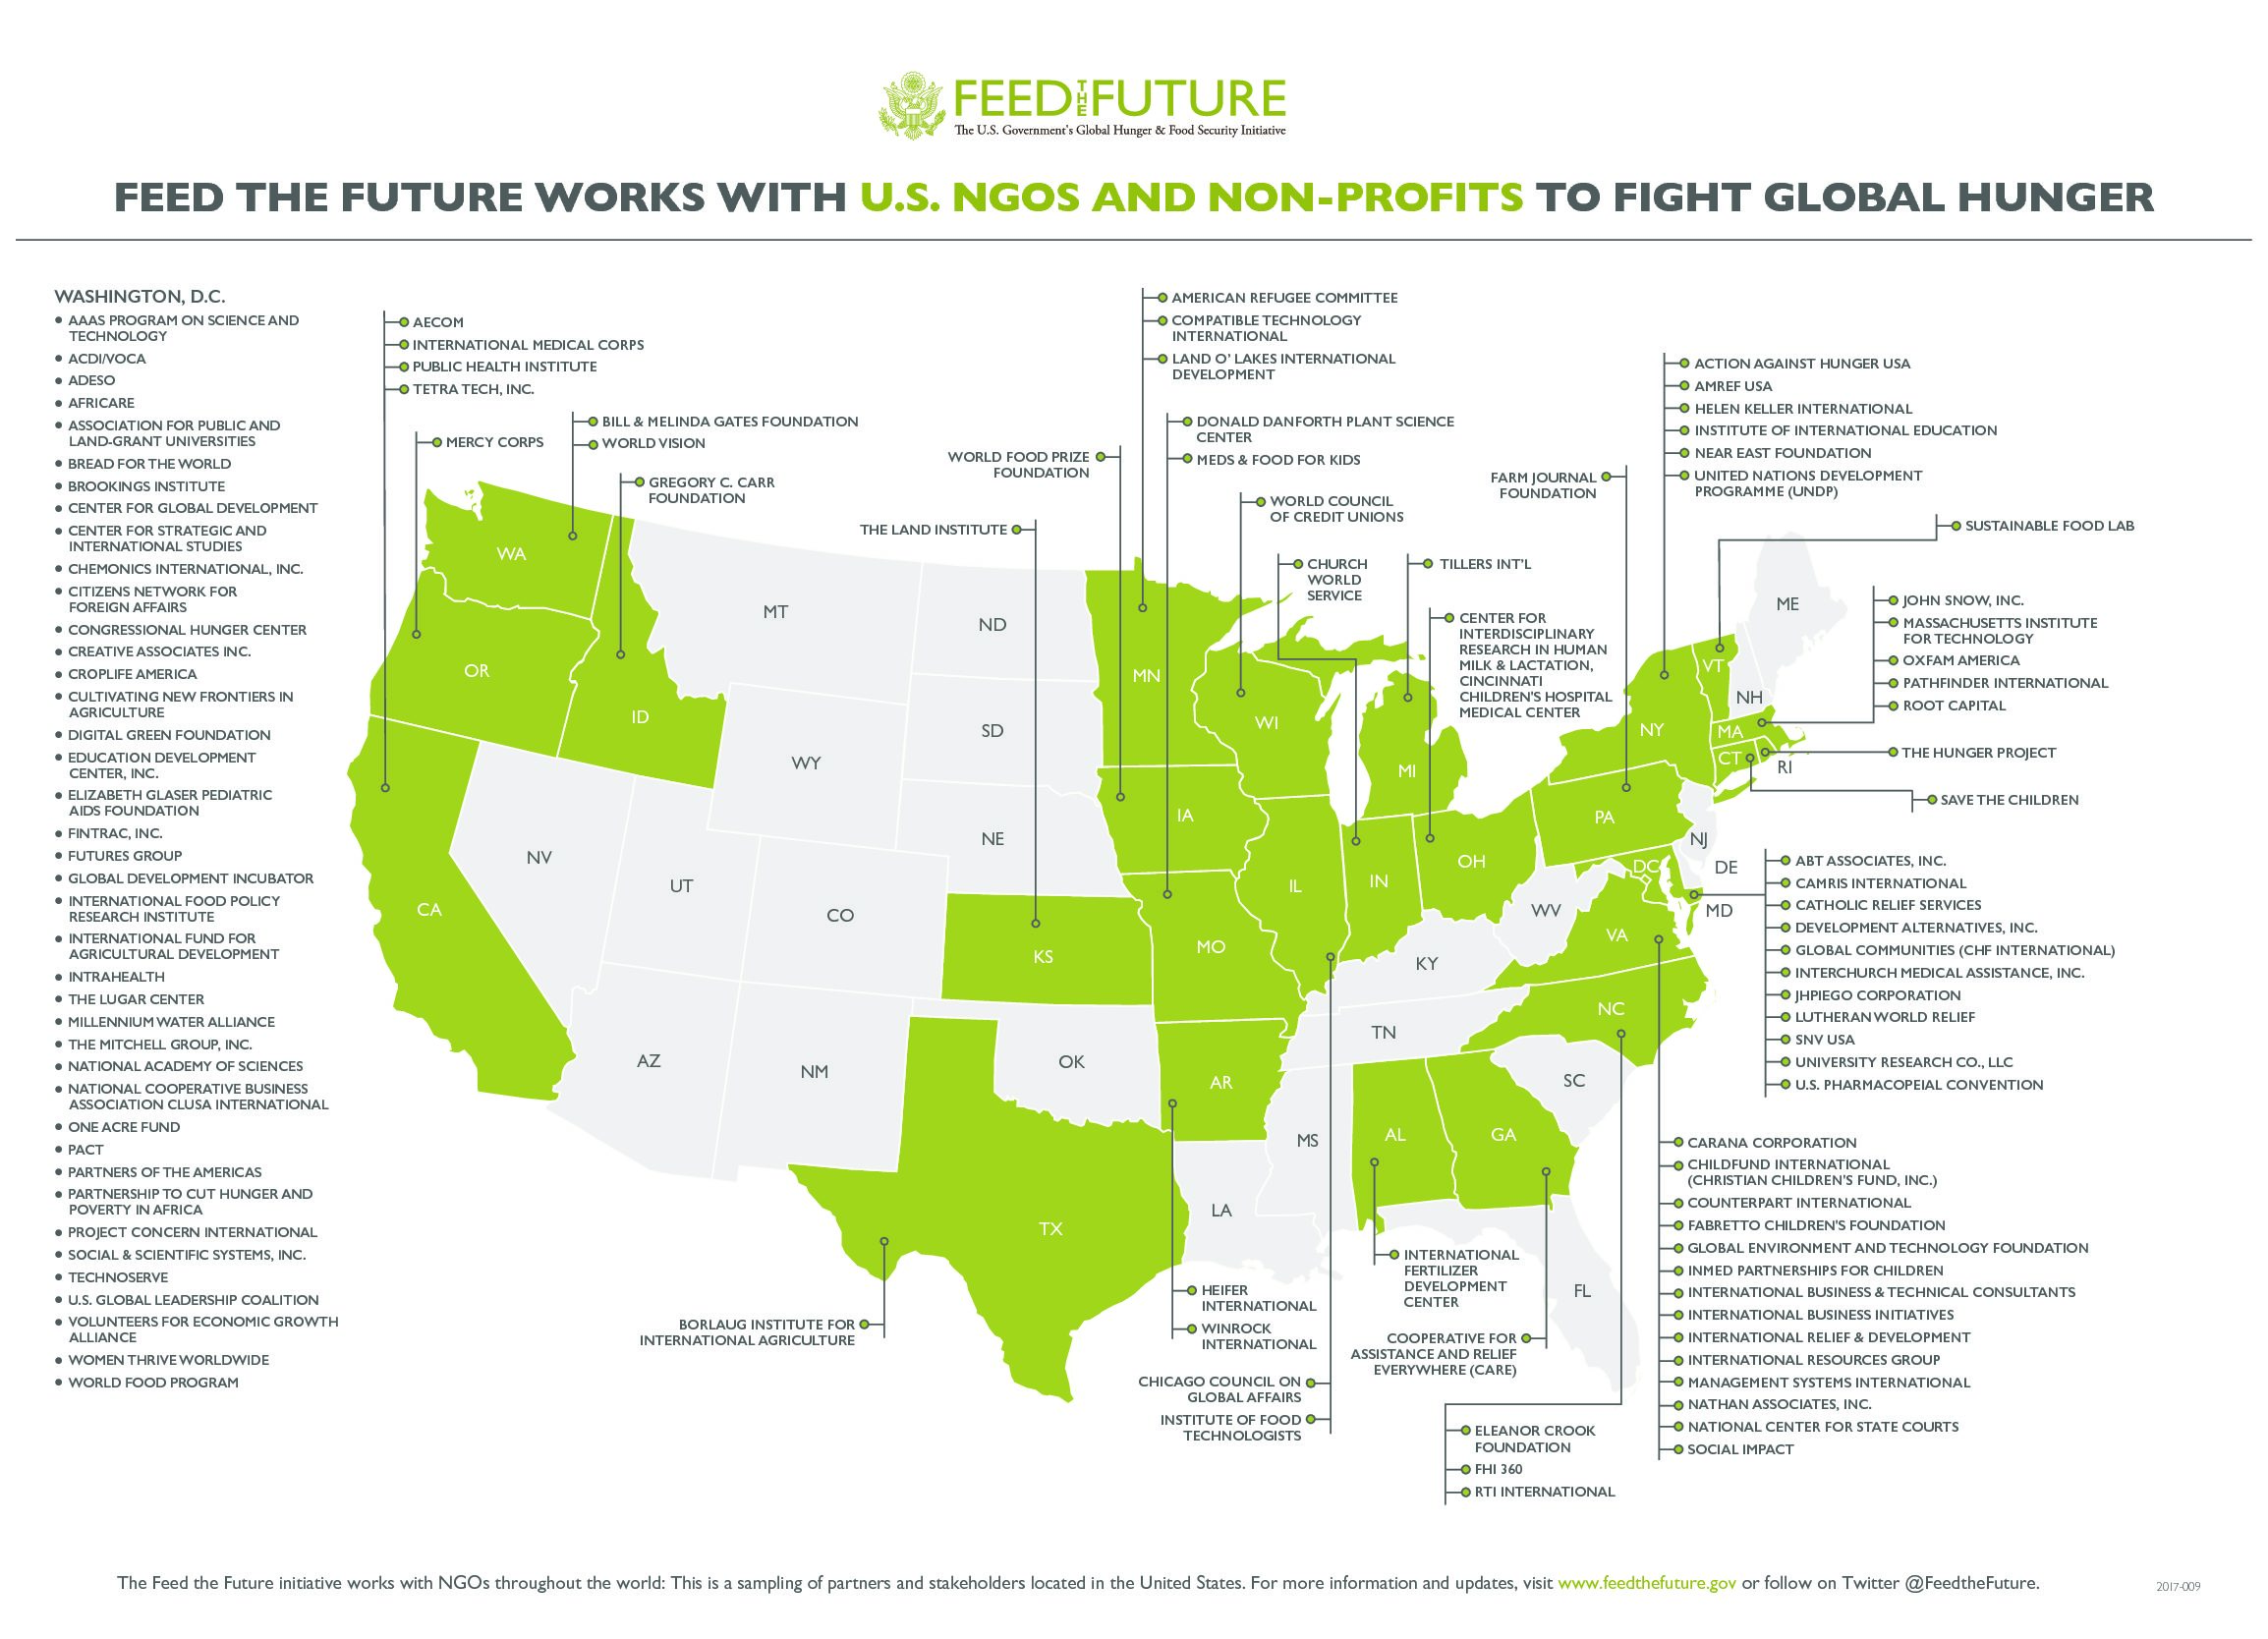 FEED THE FUTURE
The U.S. Government's Global Hunger & Food Security Initiative
FEED THE FUTURE WORKS WITH U.S. NGOS AND NON-PROFITS TO FIGHT GLOBAL HUNGER
WASHINGTON, D.C.
AAAS PROGRAM ON SCIENCE AND
TECHNOLOGY
ACDI/VOCA
ADESO
AFRICARE
ASSOCIATION FOR PUBLIC AND
LAND-GRANT UNIVERSITIES
BREAD FOR THE WORLD
BROOKINGS INSTITUTE
CENTER FOR GLOBAL DEVELOPMENT
CENTER FOR STRATEGIC AND
INTERNATIONAL STUDIES
CHEMONICS INTERNATIONAL, INC.
CITIZENS NETWORK FOR
FOREIGN AFFAIRS
CONGRESSIONAL HUNGER CENTER
CREATIVE ASSOCIATES INC.
CROPLIFE AMERICA
CULTIVATING NEW FRONTIERS IN
AGRICULTURE
DIGITAL GREEN FOUNDATION
EDUCATION DEVELOPMENT
CENTER, INC.
ELIZABETH GLASER PEDIATRIC
AIDS FOUNDATION
FINTRAC, INC.
FUTURES GROUP
GLOBAL DEVELOPMENT INCUBATOR
INTERNATIONAL FOOD POLICY
RESEARCH INSTITUTE
INTERNATIONAL FUND FOR
AGRICULTURAL DEVELOPMENT
INTRAHEALTH
THE LUGAR CENTER
MILLENNIUM WATER ALLIANCE
THE MITCHELL GROUP, INC.
NATIONAL ACADEMY OF SCIENCES
NATIONAL COOPERATIVE BUSINESS
ASSOCIATION CLUSA INTERNATIONAL
ONE ACRE FUND
PACT
PARTNERS OF THE AMERICAS
PARTNERSHIP TO CUT HUNGER AND
POVERTY IN AFRICA
PROJECT CONCERN INTERNATIONAL
SOCIAL & SCIENTIFIC SYSTEMS, INC.
TECHNOSERVE
U.S. GLOBAL LEADERSHIP COALITION
VOLUNTEERS FOR ECONOMIC GROWTH
ALLIANCE
WOMEN THRIVE WORLDWIDE
WORLD FOOD PROGRAM
AECOM
INTERNATIONAL MEDICAL CORPS
PUBLIC HEALTH INSTITUTE
TETRA TECH, INC.
MERCY CORPS
BILL & MELINDA GATES FOUNDATION
WORLD VISION
GREGORY C. CARR
FOUNDATION
THE LAND INSTITUTE
WORLD FOOD PRIZE
FOUNDATION
AMERICAN REFUGEE COMMITTEE
COMPATIBLE TECHNOLOGY
INTERNATIONAL
LAND O' LAKES INTERNATIONAL
DEVELOPMENT
DONALD DANFORTH PLANT SCIENCE
CENTER
MEDS & FOOD FOR KIDS
WORLD COUNCIL
OF CREDIT UNIONS
CHURCH
WORLD
SERVICE
TILLERS INT'L
CENTER FOR
INTERDISCIPLINARY
RESEARCH IN HUMAN
MILK & LACTATION,
CINCINNATI
CHILDREN'S HOSPITAL
MEDICAL CENTER
FARM JOURNAL
FOUNDATION
ACTION AGAINST HUNGER USA
AMREF USA
HELEN KELLER INTERNATIONAL
INSTITUTE OF INTERNATIONAL EDUCATION
NEAR EAST FOUNDATION
UNITED NATIONS DEVELOPMENT
PROGRAMME (UNDP)
SUSTAINABLE FOOD LAB
JOHN SNOW, INC.
MASSACHUSETTS INSTITUTE
FOR TECHNOLOGY
OXFAM AMERICA
PATHFINDER INTERNATIONAL
ROOT CAPITAL
THE HUNGER PROJECT
SAVE THE CHILDREN
ABT ASSOCIATES, INC.
CAMRIS INTERNATIONAL
CATHOLIC RELIEF SERVICES
DEVELOPMENT ALTERNATIVES, INC.
GLOBAL COMMUNITIES (CHF INTERNATIONAL)
INTERCHURCH MEDICAL ASSISTANCE, INC.
JHPIEGO CORPORATION
LUTHERAN WORLD RELIEF
SNV USA
UNIVERSITY RESEARCH CO., LLC
U.S. PHARMACOPEIAL CONVENTION
CARANA CORPORATION
CHILDFUND INTERNATIONAL
(CHRISTIAN CHILDREN'S FUND, INC.)
COUNTERPART INTERNATIONAL
FABRETTO CHILDREN'S FOUNDATION
GLOBAL ENVIRONMENT AND TECHNOLOGY FOUNDATION
INMED PARTNERSHIPS FOR CHILDREN
INTERNATIONAL BUSINESS & TECHNICAL CONSULTANTS
INTERNATIONAL BUSINESS INITIATIVES
INTERNATIONAL RELIEF & DEVELOPMENT
INTERNATIONAL RESOURCES GROUP
MANAGEMENT SYSTEMS INTERNATIONAL
NATHAN ASSOCIATES, INC.
NATIONAL CENTER FOR STATE COURTS
SOCIAL IMPACT
WA
OR
ID
MT
ND
SD
WY
NE
NV
UT
CO
CA
KS
AZ
NM
OK
TX
MN
WI
IA
IL
MO
AR
LA
MS
MI
IN
OH
KY
TN
AL
GA
FL
SC
NC
VA
WV
PA
NY
VT
NH
ME
MA
CT
RI
NJ
DE
DC
MD
BORLAUG INSTITUTE FOR
INTERNATIONAL AGRICULTURE
HEIFER
INTERNATIONAL
WINROCK
INTERNATIONAL
CHICAGO COUNCIL ON
GLOBAL AFFAIRS
INSTITUTE OF FOOD
TECHNOLOGISTS
INTERNATIONAL
FERTILIZER
DEVELOPMENT
CENTER
COOPERATIVE FOR
ASSISTANCE AND RELIEF
EVERYWHERE (CARE)
ELEANOR CROOK
FOUNDATION
FHI 360
RTI INTERNATIONAL
The Feed the Future initiative works with NGOs throughout the world: This is a sampling of partners and stakeholders located in the United States. For more information and updates, visit www.feedthefuture.gov or follow on Twitter @FeedtheFuture.
2017-009